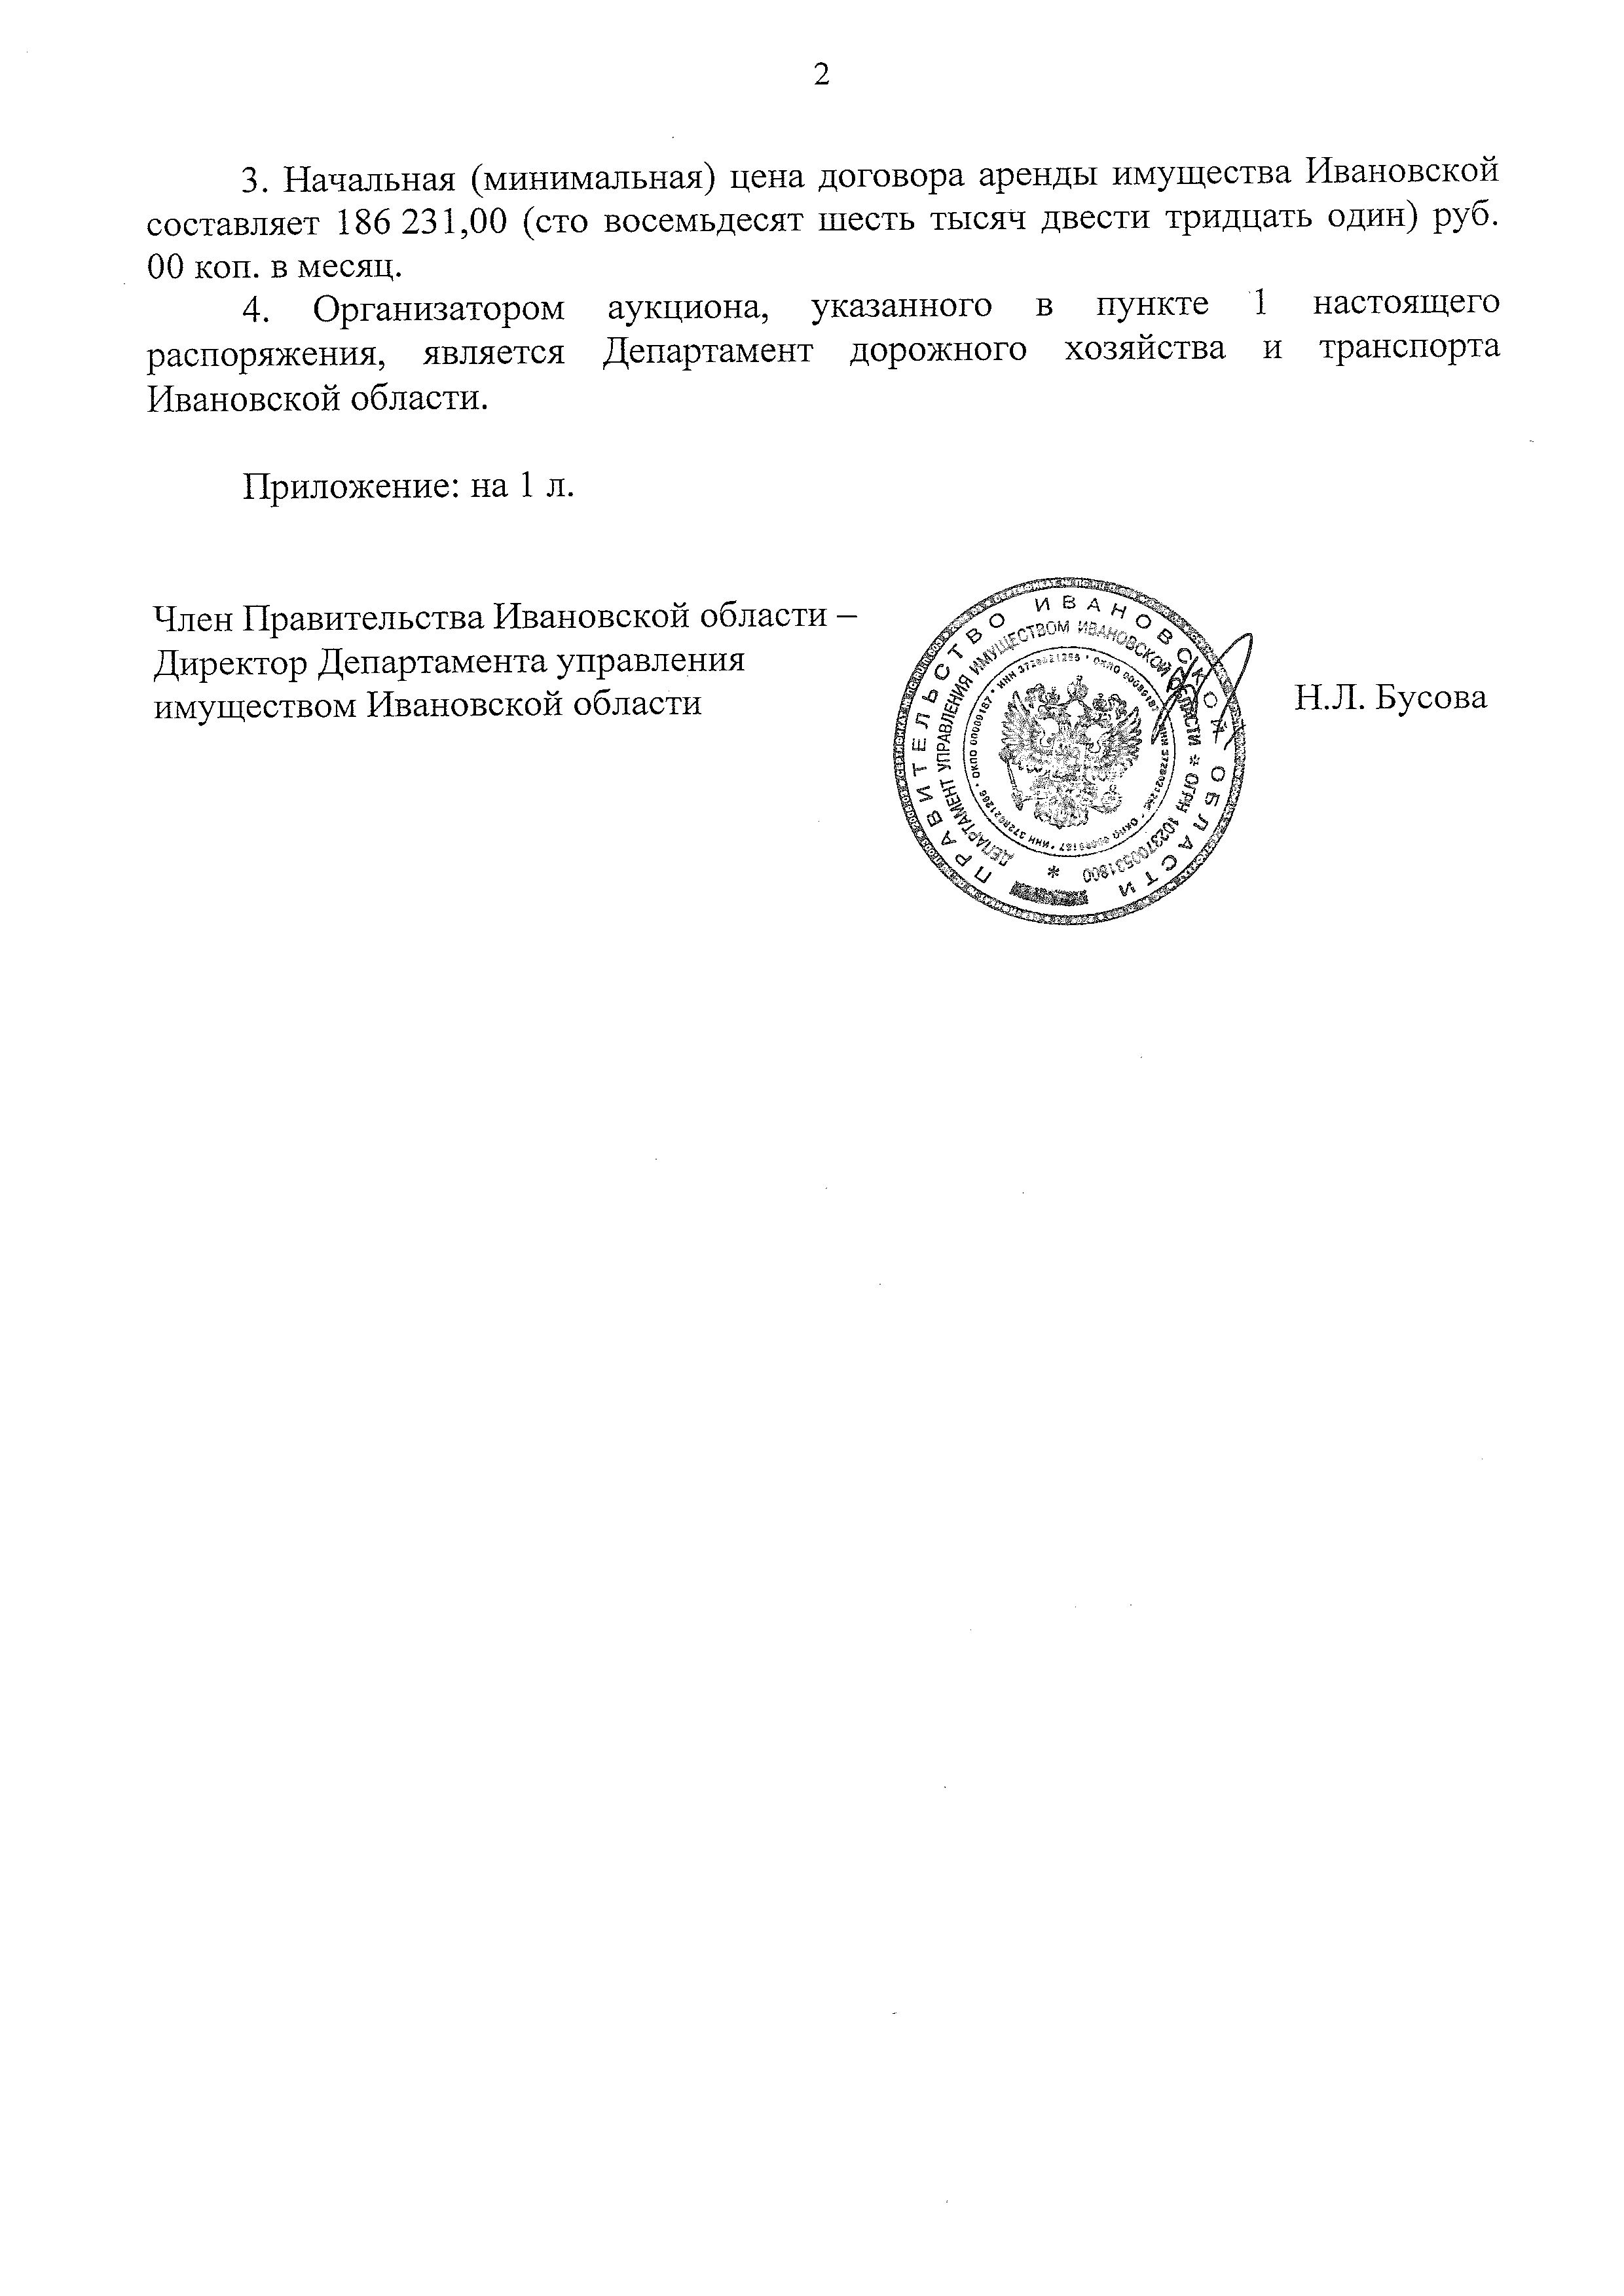 2
3. Начальная (минимальная) цена договора аренды имущества Ивановской
составляет 186 231,00 (сто восемьдесят шесть тысяч двести тридцать один) руб.
00 коп. в месяц.
4. Организатором аукциона, указанного в пункте 1 настоящего
распоряжения, является Департамент дорожного хозяйства и транспорта
Ивановской области.
Приложение: на 1 л.
Член Правительства Ивановской области –
Директор Департамента управления
имуществом Ивановской области
Н.Л. Бусова
ПРАВИТЕЛЬСТВО ИВАНОВСКОЙ ОБЛАСТИ
ДЕПАРТАМЕНТ УПРАВЛЕНИЯ ИМУЩЕСТВОМ ИВАНОВСКОЙ ОБЛАСТИ * ОГРН 1023700531800 *